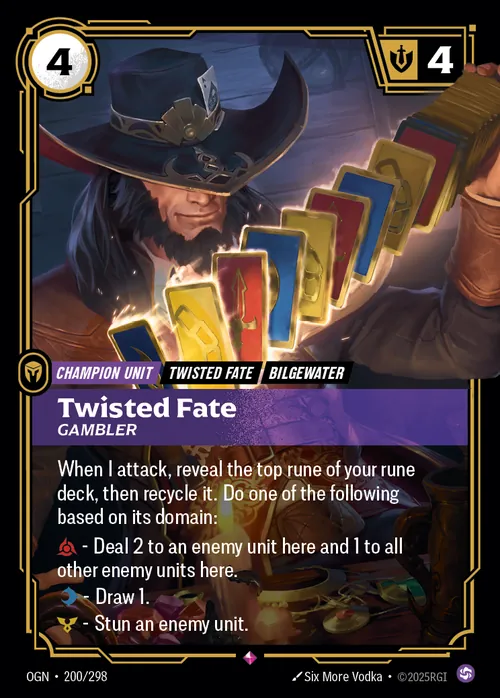 4
4
CHAMPION UNIT TWISTED FATE BILGEWATER
Twisted Fate
GAMBLER
When I attack, reveal the top rune of your rune
deck, then recycle it. Do one of the following
based on its domain:
- Deal 2 to an enemy unit here and 1 to all
other enemy units here.
- Draw 1.
- Stun an enemy unit.
OGN • 200/298
Six More Vodka • ©2025RGI